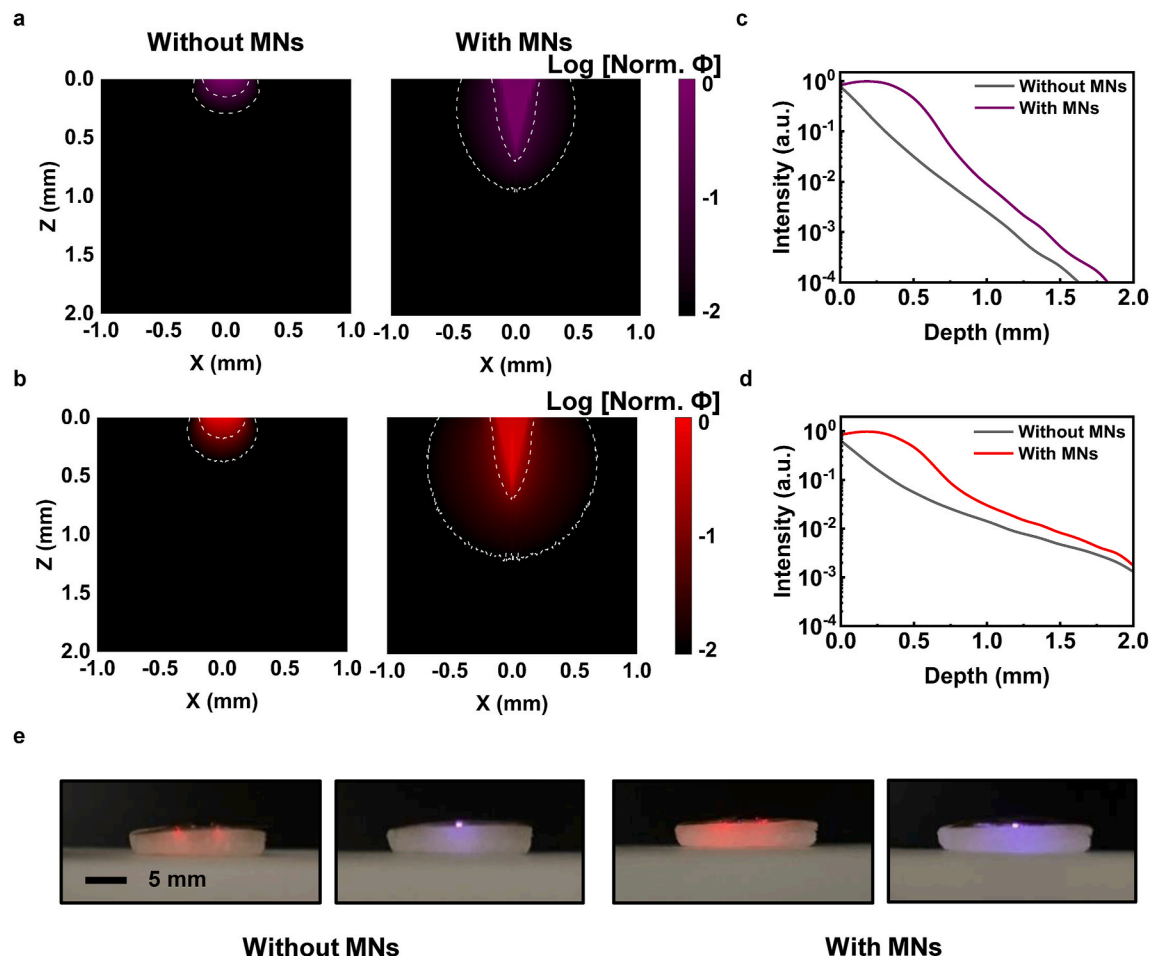 a
Without MNs
With MNs
Log [Norm. Φ]
0.0
0.5
1.0
1.5
2.0
Z (mm)
-1.0 -0.5 0.0 0.5 1.0
X (mm)
-1.0 -0.5 0.0 0.5 1.0
X (mm)
0
-1
-2
c
10^0
10^-1
10^-2
10^-3
10^-4
Intensity (a.u.)
Without MNs
With MNs
0.0 0.5 1.0 1.5 2.0
Depth (mm)
b
Log [Norm. Φ]
0.0
0.5
1.0
1.5
2.0
Z (mm)
-1.0 -0.5 0.0 0.5 1.0
X (mm)
-1.0 -0.5 0.0 0.5 1.0
X (mm)
0
-1
-2
d
10^0
10^-1
10^-2
10^-3
10^-4
Intensity (a.u.)
Without MNs
With MNs
0.0 0.5 1.0 1.5 2.0
Depth (mm)
e
5 mm
Without MNs
With MNs